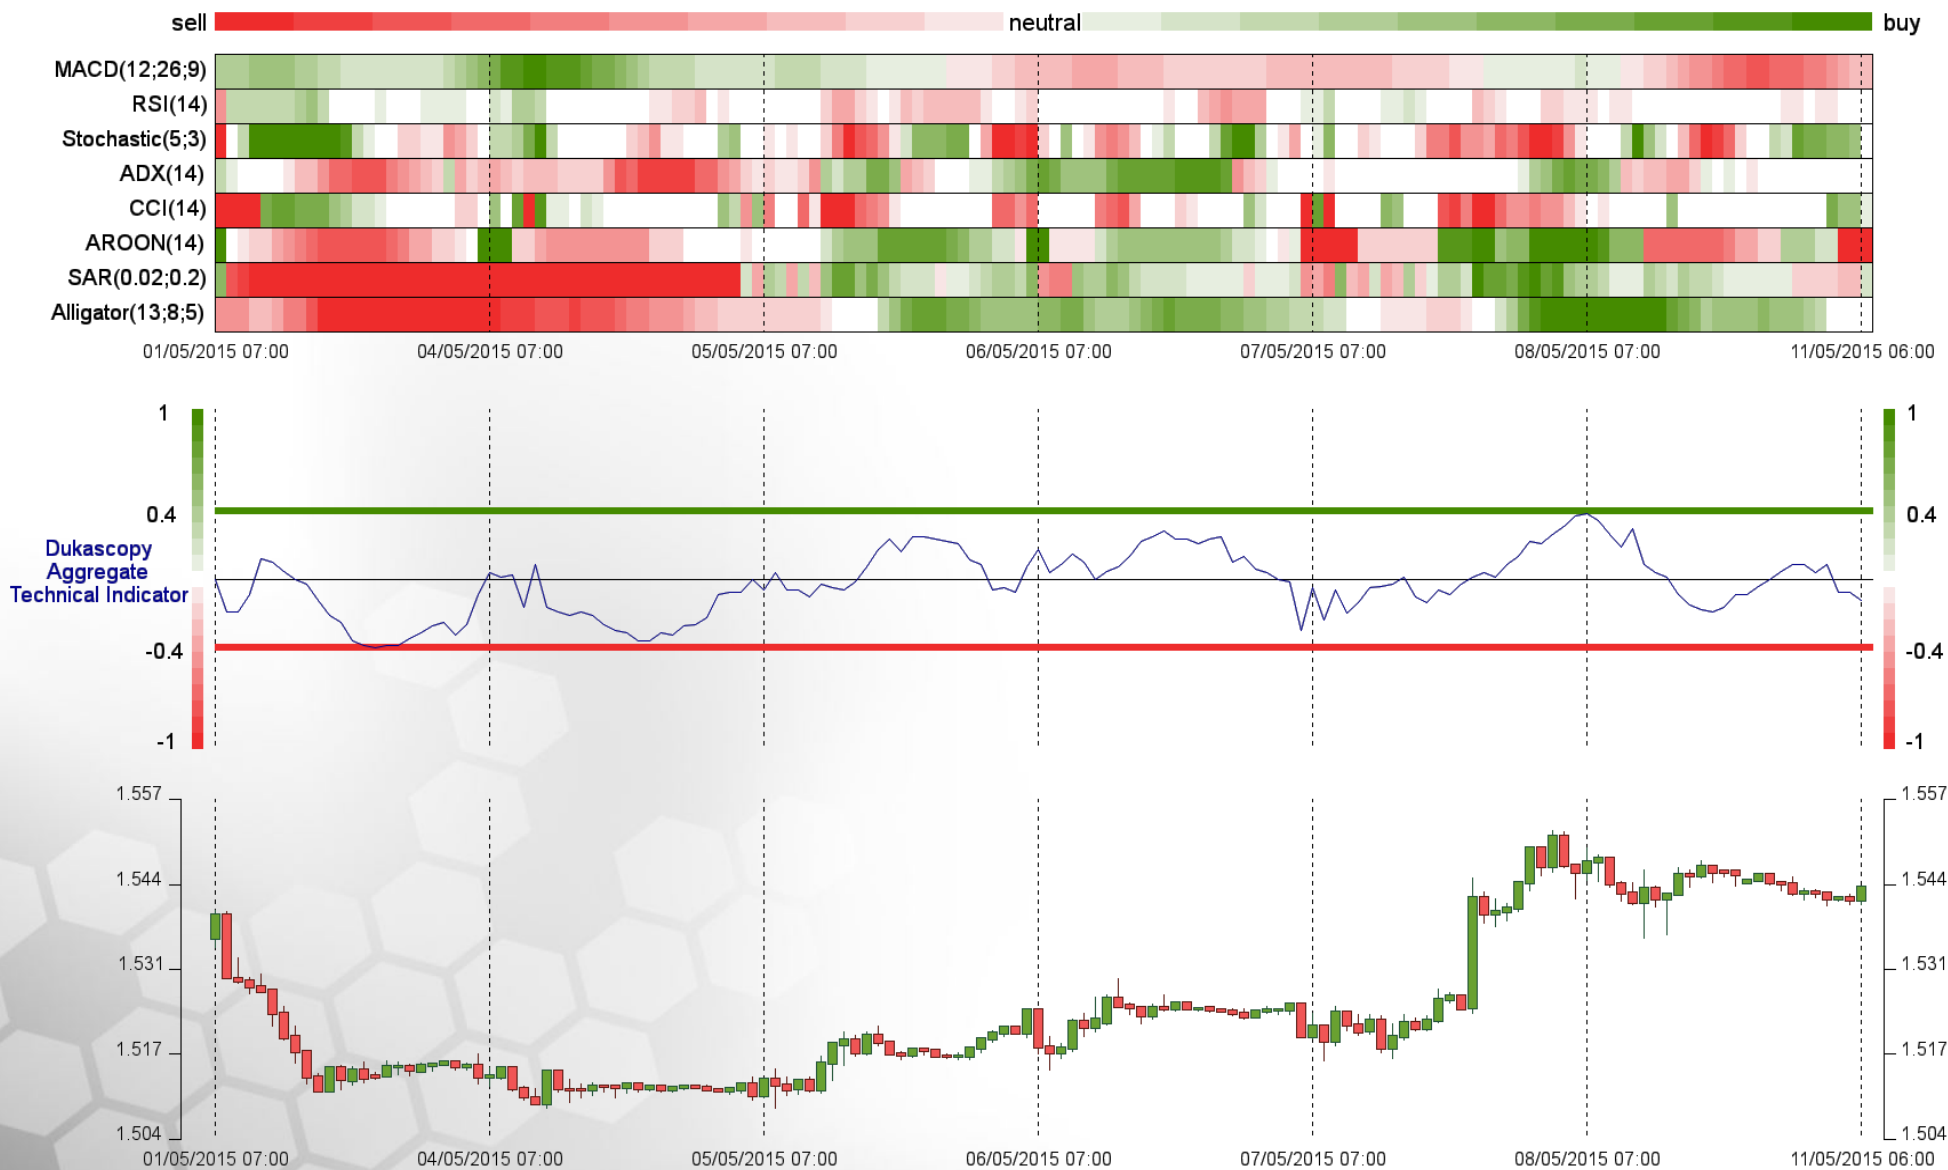 sell neutral buy
MACD(12;26;9)
RSI(14)
Stochastic(5;3)
ADX(14)
CCI(14)
AROON(14)
SAR(0.02;0.2)
Alligator(13;8;5)
01/05/2015 07:00 04/05/2015 07:00 05/05/2015 07:00 06/05/2015 07:00 07/05/2015 07:00 08/05/2015 07:00 11/05/2015 06:00
1 1
0.4 0.4
Dukascopy
Aggregate
Technical Indicator
-0.4 -0.4
-1 -1
1.557 1.557
1.544 1.544
1.531 1.531
1.517 1.517
1.504 1.504
01/05/2015 07:00 04/05/2015 07:00 05/05/2015 07:00 06/05/2015 07:00 07/05/2015 07:00 08/05/2015 07:00 11/05/2015 06:00